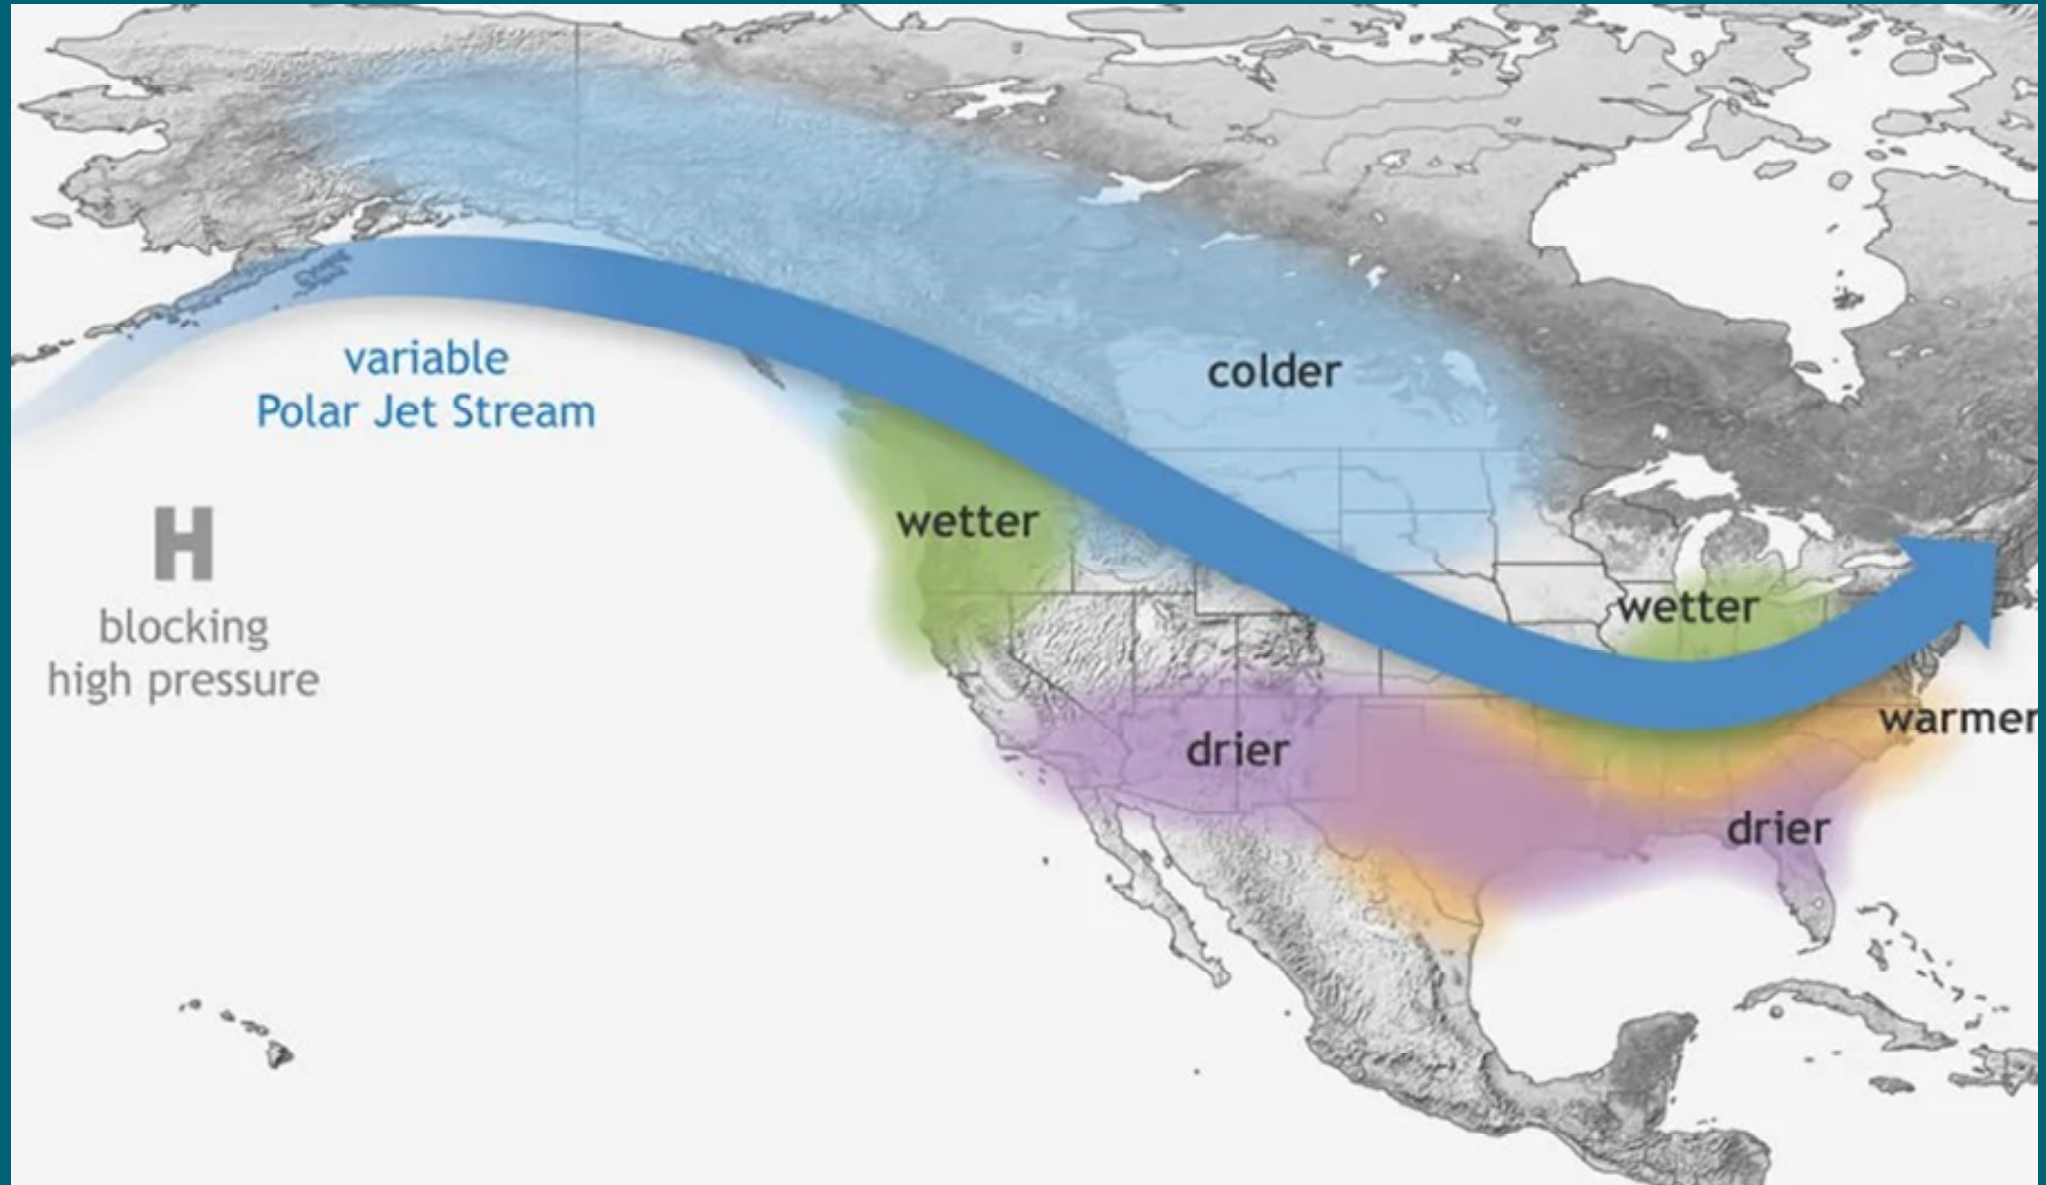 variable
Polar Jet Stream
colder
wetter
H
blocking
high pressure
wetter
drier
warmer
drier